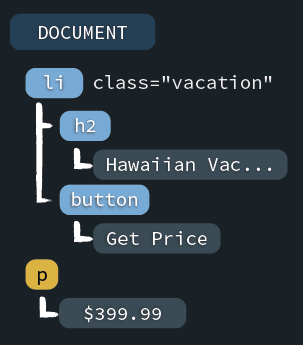 DOCUMENT
li class="vacation"
h2
Hawaiian Vac...
button
Get Price
p
$399.99